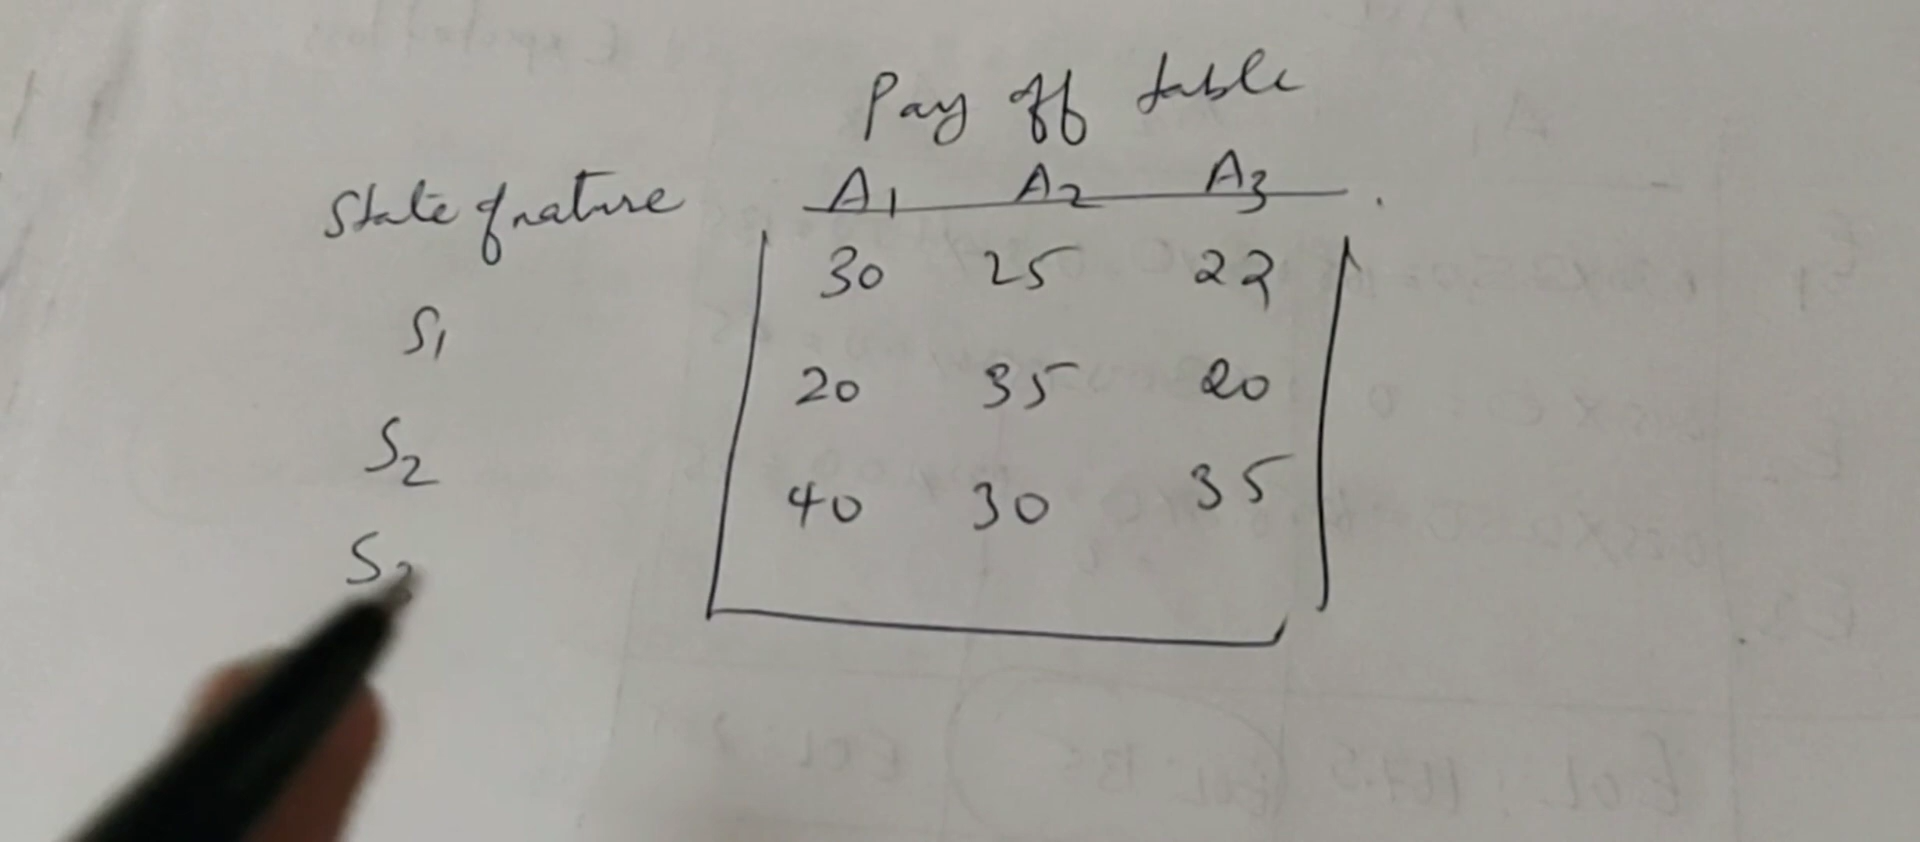 Pay off table
State of nature A1 A2 A3
30 25 22
S1
20 35 20
S2
40 30 35
S3